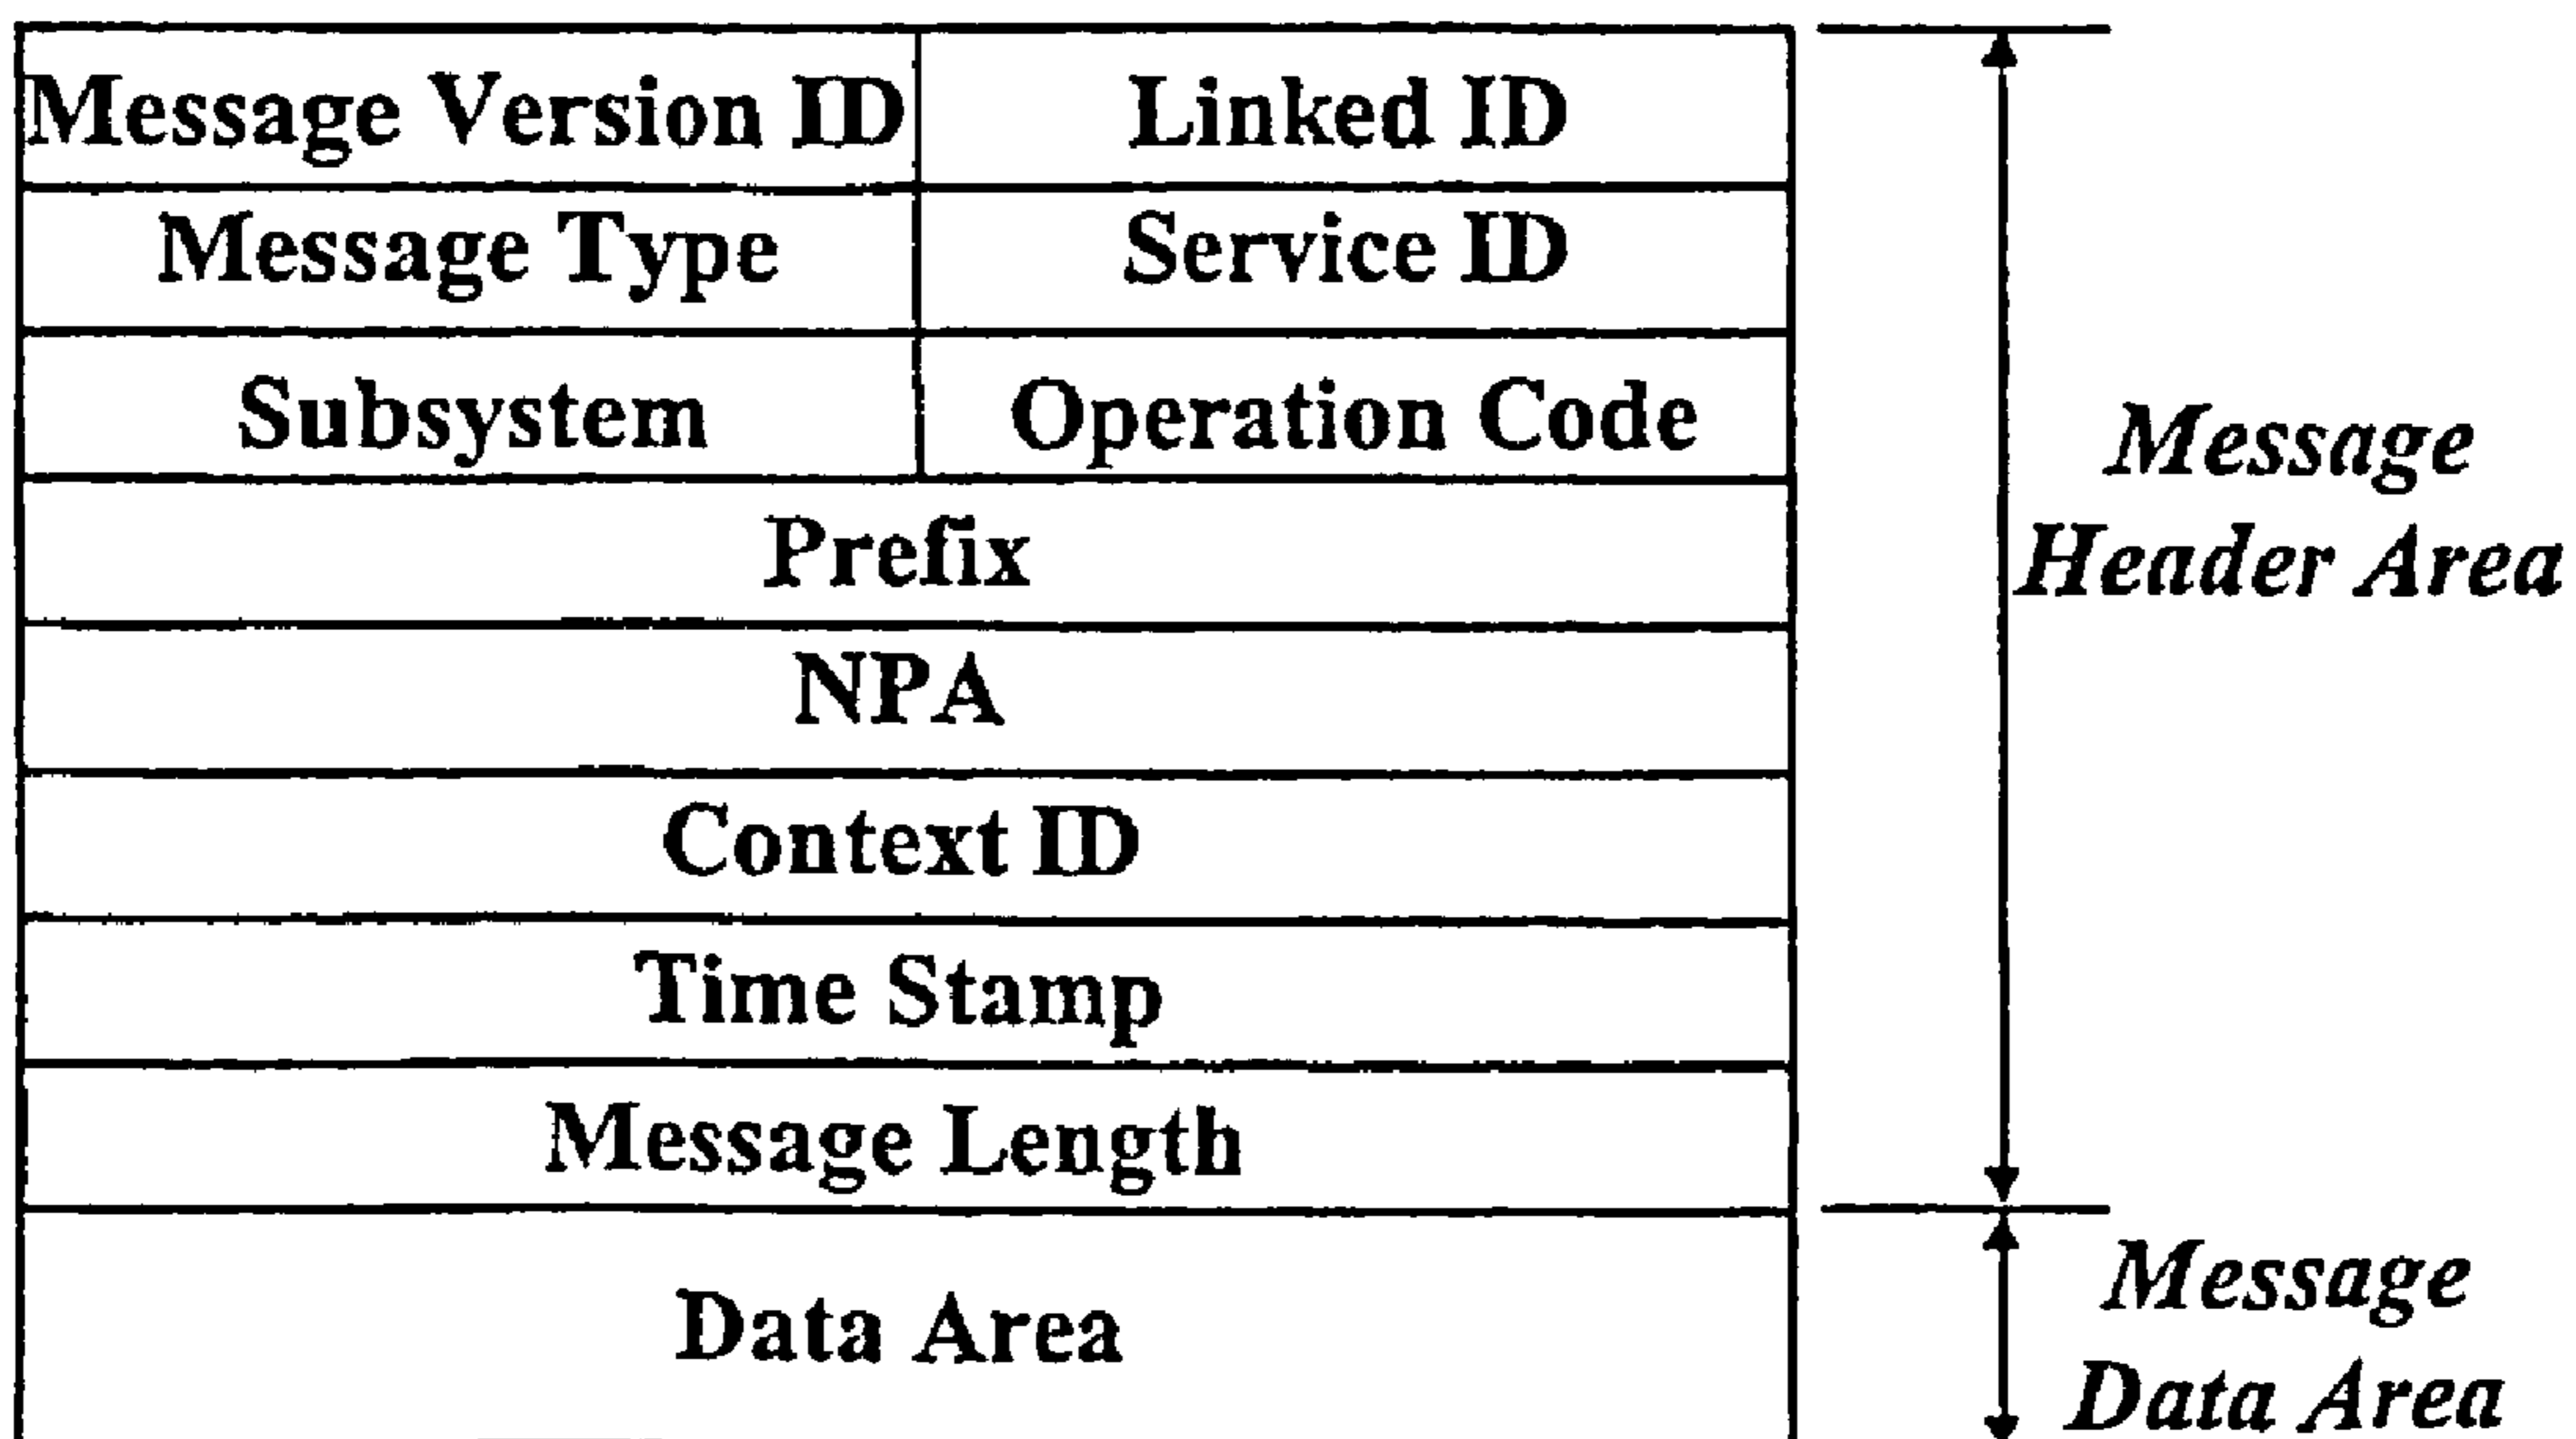 Message Version ID
Linked ID
Message Type
Service ID
Subsystem
Operation Code
Prefix
NPA
Context ID
Time Stamp
Message Length
Data Area
Message
Header Area
Message
Data Area